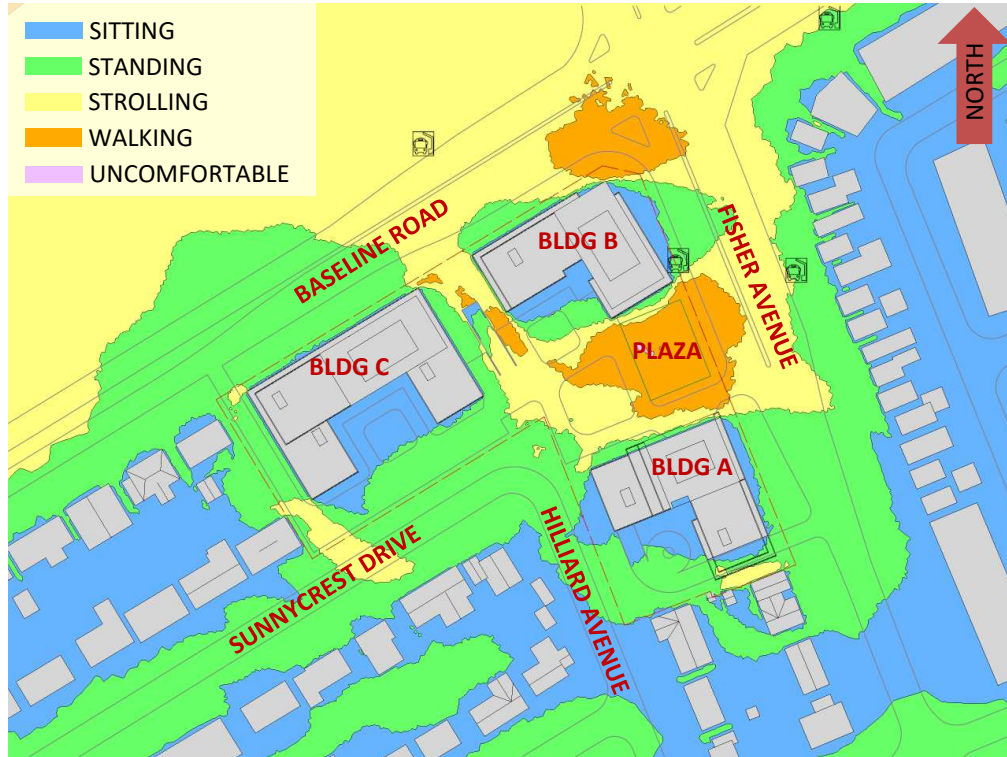 SITTING
STANDING
STROLLING
WALKING
UNCOMFORTABLE
NORTH
BASELINE ROAD
BLDG B
FISHER AVENUE
BLDG C
PLAZA
BLDG A
HILLIARD AVENUE
SUNNYCREST DRIVE